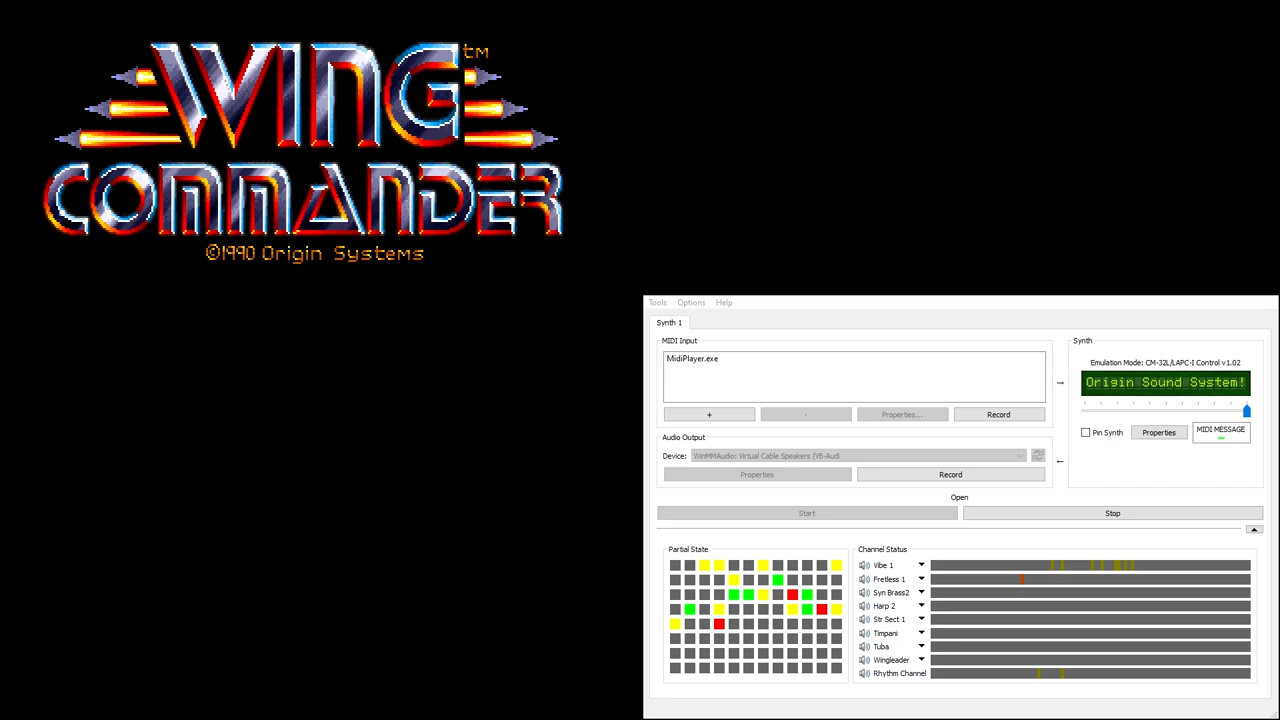 WING
TM
COMMANDER
©1990 Origin Systems
Tools Options Help
Synth 1
MIDI Input
MidiPlayer.exe
+ - Properties... Record
Audio Output
Device: WinMMAudio: Virtual Cable Speakers (VB-Audi
Properties Record
Synth
Emulation Mode: CM-32L/LAPC-I Control v1.02
Origin Sound System!
Pin Synth Properties MIDI MESSAGE
Open
Start Stop
Partial State
Channel Status
Vibe 1
Fretless 1
Syn Brass2
Harp 2
Str Sect 1
Timpani
Tuba
Wingleader
Rhythm Channel